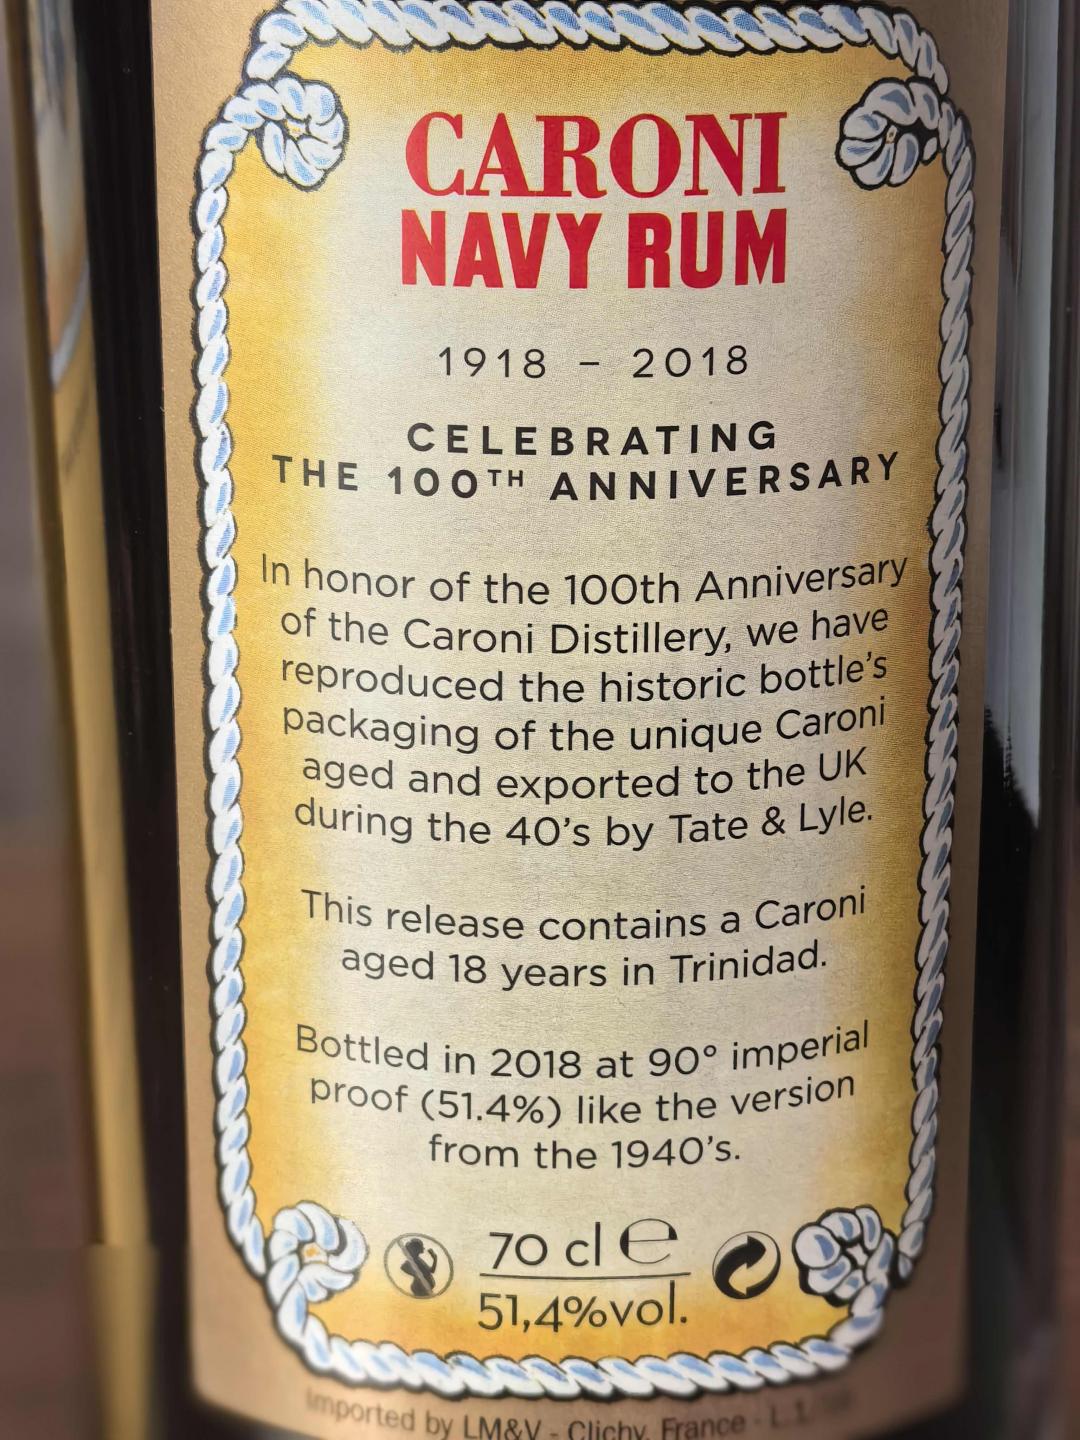 CARONI
NAVY RUM
1918 – 2018
CELEBRATING
THE 100TH ANNIVERSARY
In honor of the 100th Anniversary
of the Caroni Distillery, we have
reproduced the historic bottle's
packaging of the unique Caroni
aged and exported to the UK
during the 40's by Tate & Lyle.
This release contains a Caroni
aged 18 years in Trinidad.
Bottled in 2018 at 90° imperial
proof (51.4%) like the version
from the 1940's.
70 cl ℮
51,4%vol.
Imported by LM&V - Clichy, France